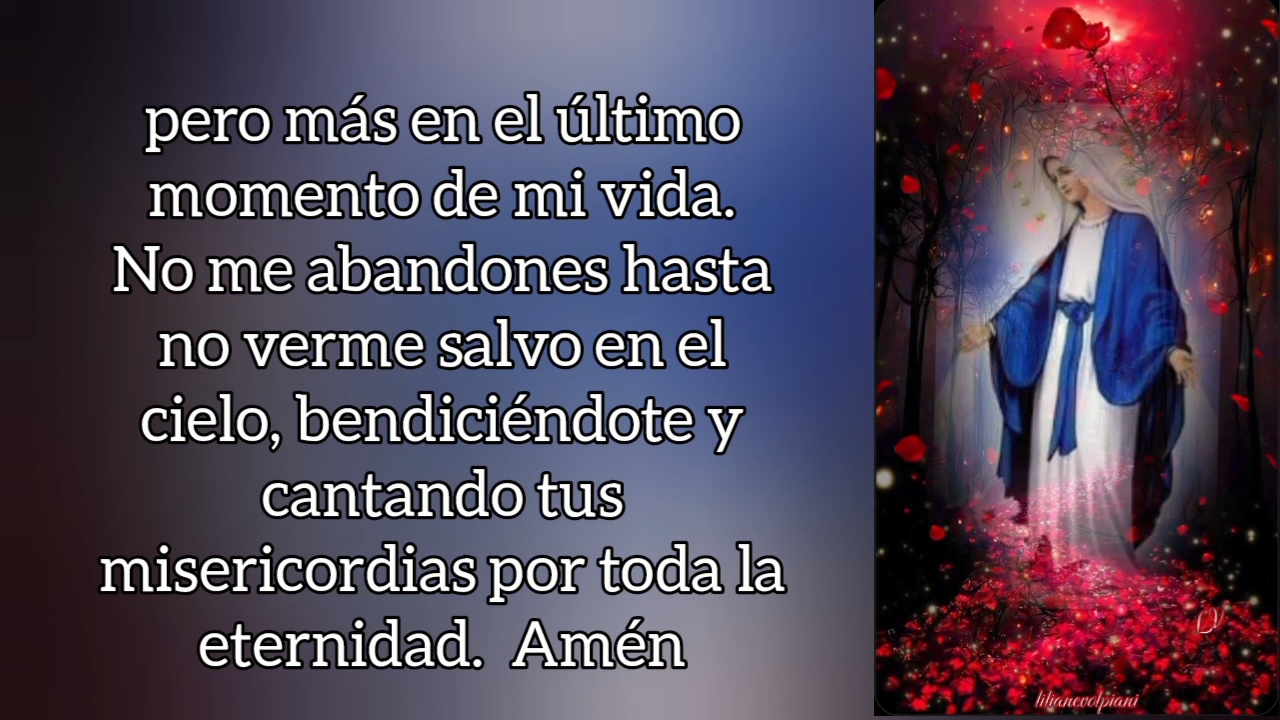 pero más en el último
momento de mi vida.
No me abandones hasta
no verme salvo en el
cielo, bendiciéndote y
cantando tus
misericordias por toda la
eternidad. Amén
lilianevolpiani